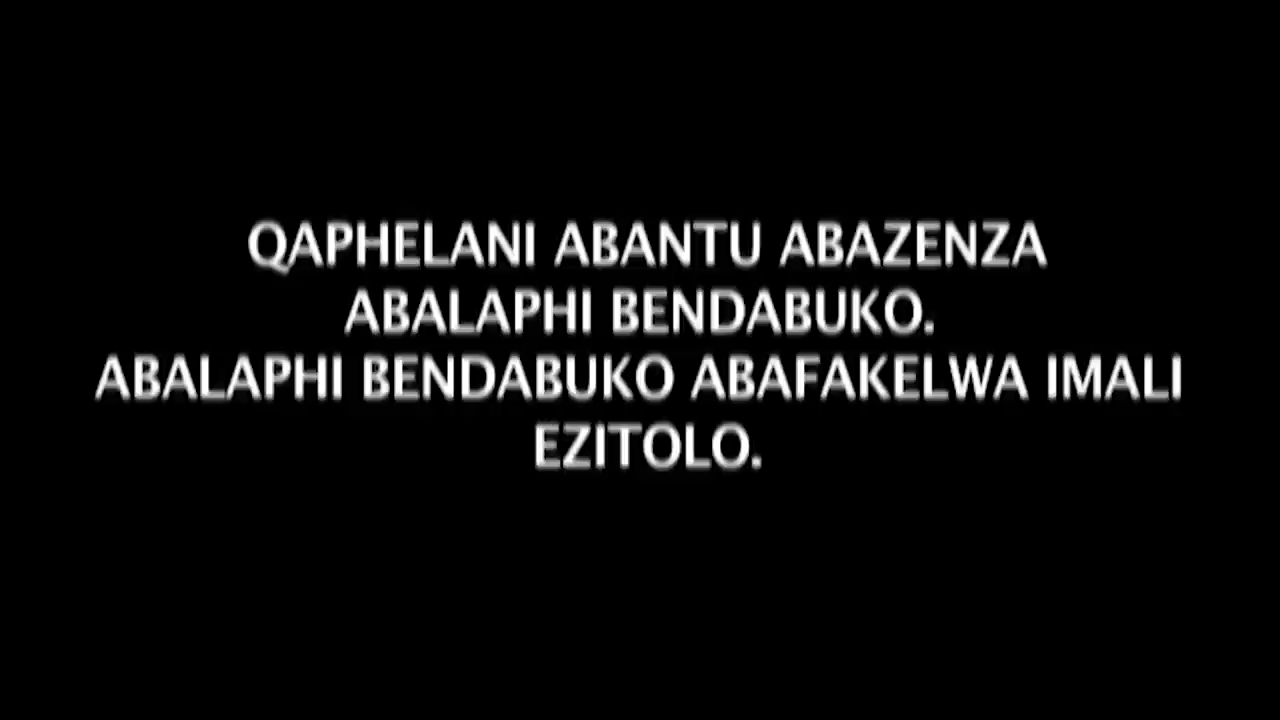 QAPHELANI ABANTU ABAZENZA
ABALAPHI BENDABUKO.
ABALAPHI BENDABUKO ABAFAKELWA IMALI
EZITOLO.